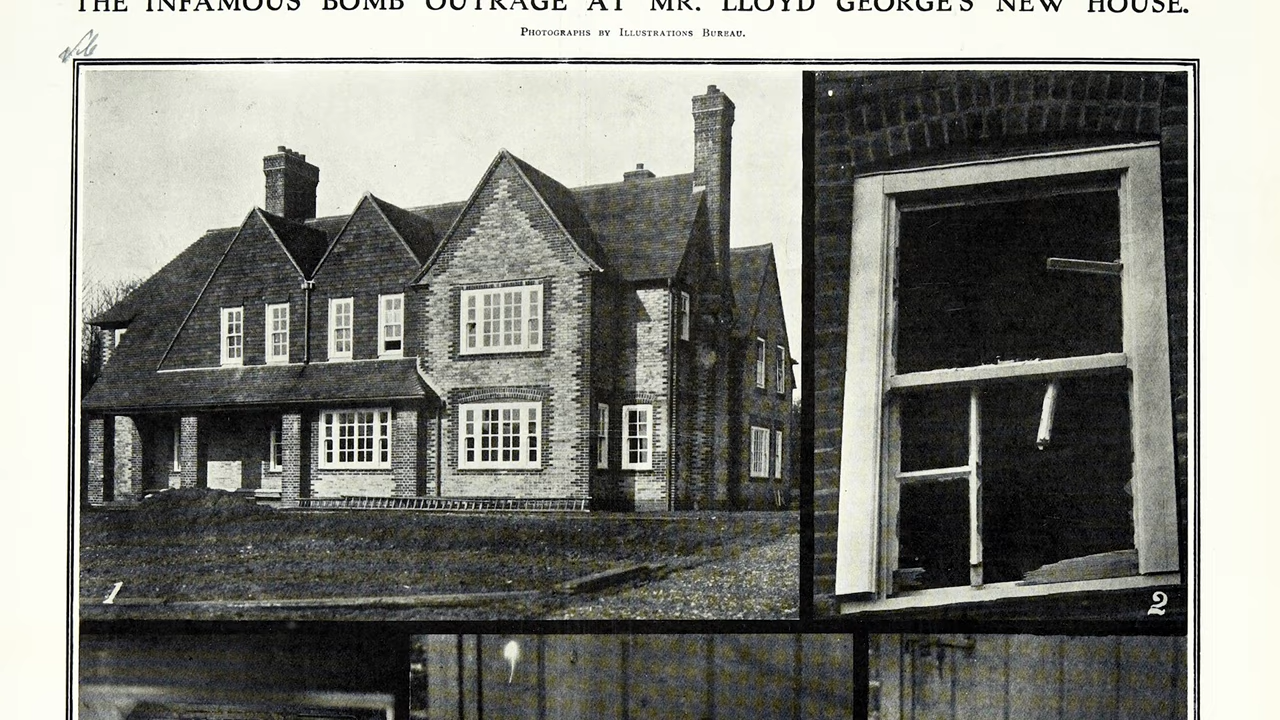 THE INFAMOUS BOMB OUTRAGE AT MR. LLOYD GEORGE'S NEW HOUSE.
PHOTOGRAPHS BY ILLUSTRATIONS BUREAU.
1
2